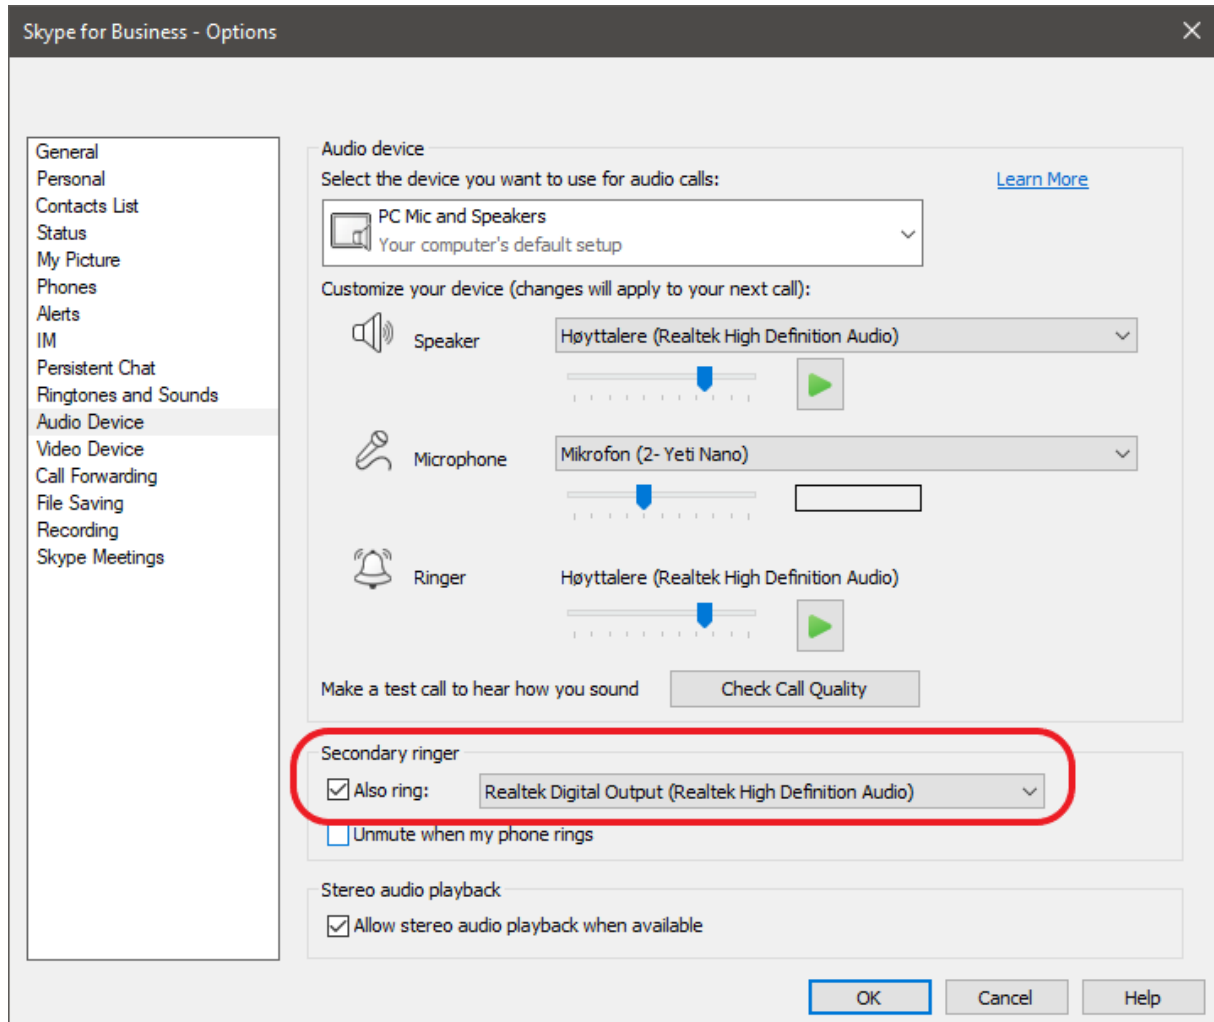 Skype for Business - Options
General
Personal
Contacts List
Status
My Picture
Phones
Alerts
IM
Persistent Chat
Ringtones and Sounds
Audio Device
Video Device
Call Forwarding
File Saving
Recording
Skype Meetings
Audio device
Select the device you want to use for audio calls:
Learn More
PC Mic and Speakers
Your computer's default setup
Customize your device (changes will apply to your next call):
Speaker
Høyttalere (Realtek High Definition Audio)
Microphone
Mikrofon (2- Yeti Nano)
Ringer
Høyttalere (Realtek High Definition Audio)
Make a test call to hear how you sound
Check Call Quality
Secondary ringer
Also ring:
Realtek Digital Output (Realtek High Definition Audio)
Unmute when my phone rings
Stereo audio playback
Allow stereo audio playback when available
OK
Cancel
Help